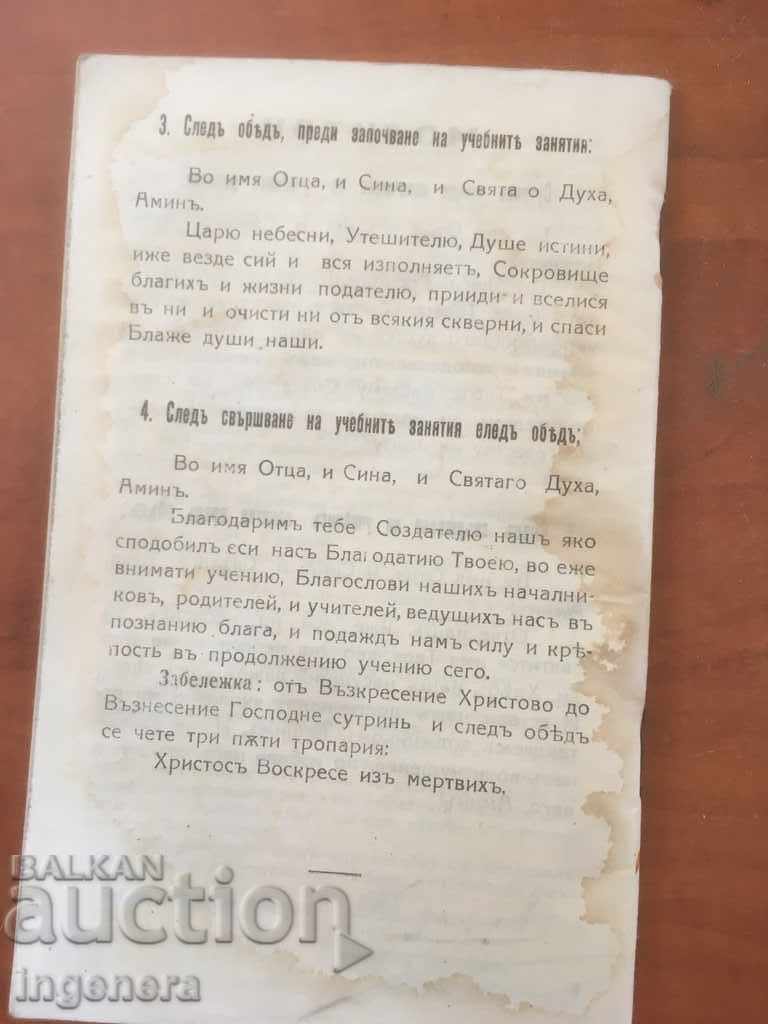 3. Следъ обѣдъ, преди започване на учебнитѣ занятия:
Во имя Отца, и Сина, и Свята о Духа,
Аминъ.
Царю небесни, Утешителю, Душе истини,
иже везде сий и вся изполняетъ, Сокровище
благихъ и жизни подателю, прииди и вселися
въ ни и очисти ни отъ всякия скверни, и спаси
Блаже души наши.
4. Следъ свършване на учебнитѣ занятия еледъ обѣдъ;
Во имя Отца, и Сина, и Святаго Духа,
Аминъ.
Благодаримъ тебе Создателю нашъ яко
сподобилъ еси насъ Благодатию Твоею, во еже
внимати учению, Благослови нашихъ начални-
ковъ, родителей, и учителей, ведущихъ насъ въ
познанию блага, и подаждъ намъ силу и крѣ-
пость въ продолжению учению сего.
Забележка: отъ Възкресение Христово до
Възнесение Господне сутринь и следъ обѣдъ
се чете три пѫти тропария:
Христосъ Воскресе изъ мертвихъ.
BALKAN
auction
ingenera